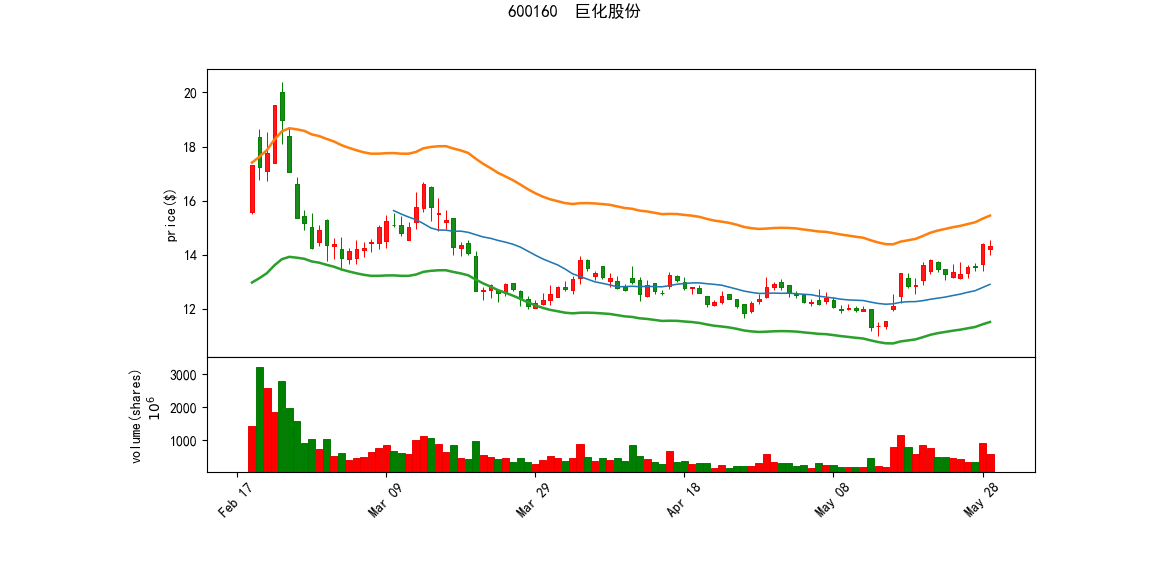 600160 巨化股份
price($)
20
18
16
14
12
volume(shares)
10^6
3000
2000
1000
Feb 17
Mar 09
Mar 29
Apr 18
May 08
May 28